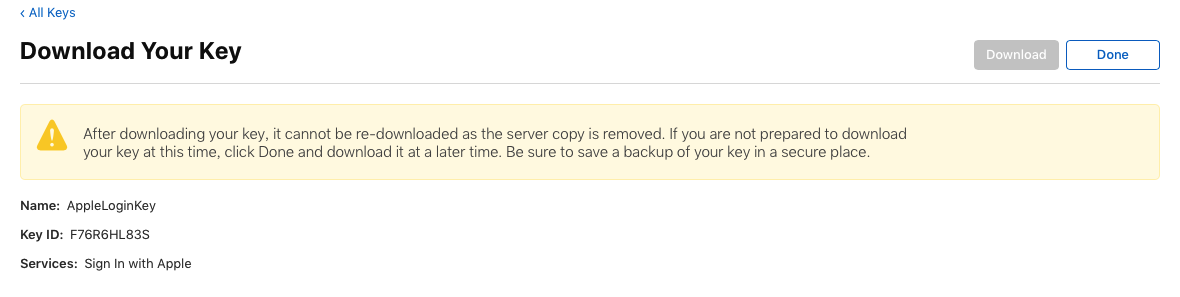 ‹ All Keys
Download Your Key
Download
Done
After downloading your key, it cannot be re-downloaded as the server copy is removed. If you are not prepared to download
your key at this time, click Done and download it at a later time. Be sure to save a backup of your key in a secure place.
Name: AppleLoginKey
Key ID: F76R6HL83S
Services: Sign In with Apple